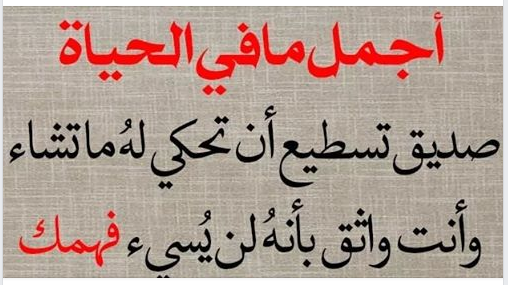 أجمل مافي الحياة
صديق تسطيع أن تحكي لهُ ماتشاء
وأنت واثق بأنهُ لن يُسيء فهمك